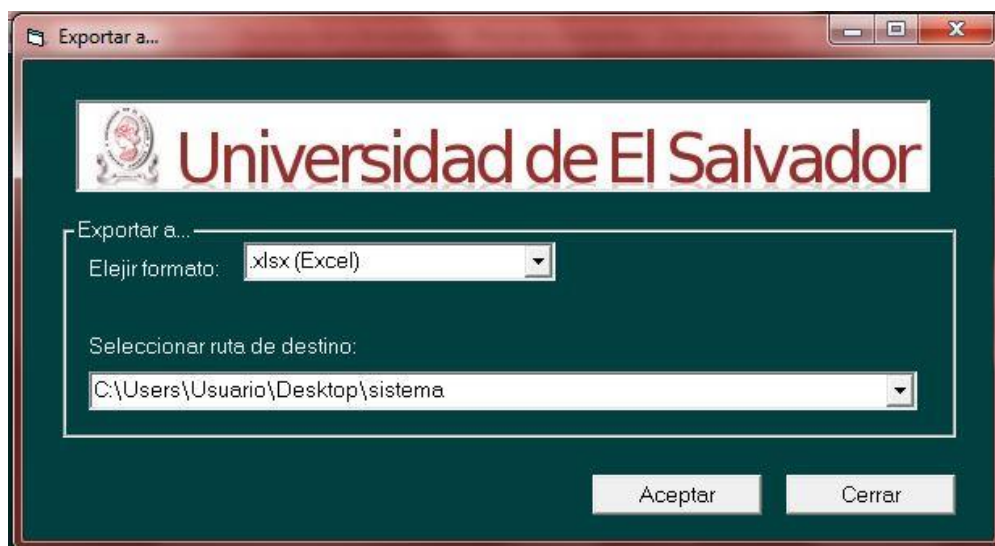 Exportar a...
Universidad de El Salvador
Exportar a...
Elejir formato: .xlsx (Excel)
Seleccionar ruta de destino:
C:\Users\Usuario\Desktop\sistema
Aceptar Cerrar